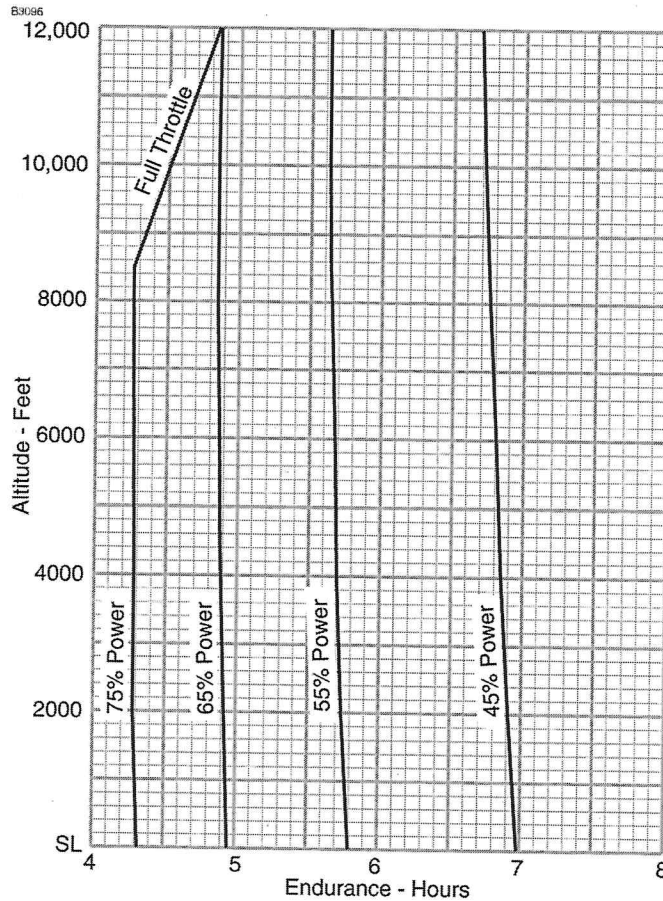 B3096
12,000
10,000
8000
6000
4000
2000
SL
Altitude - Feet
Full Throttle
75% Power
65% Power
55% Power
45% Power
4 5 6 7 8
Endurance - Hours